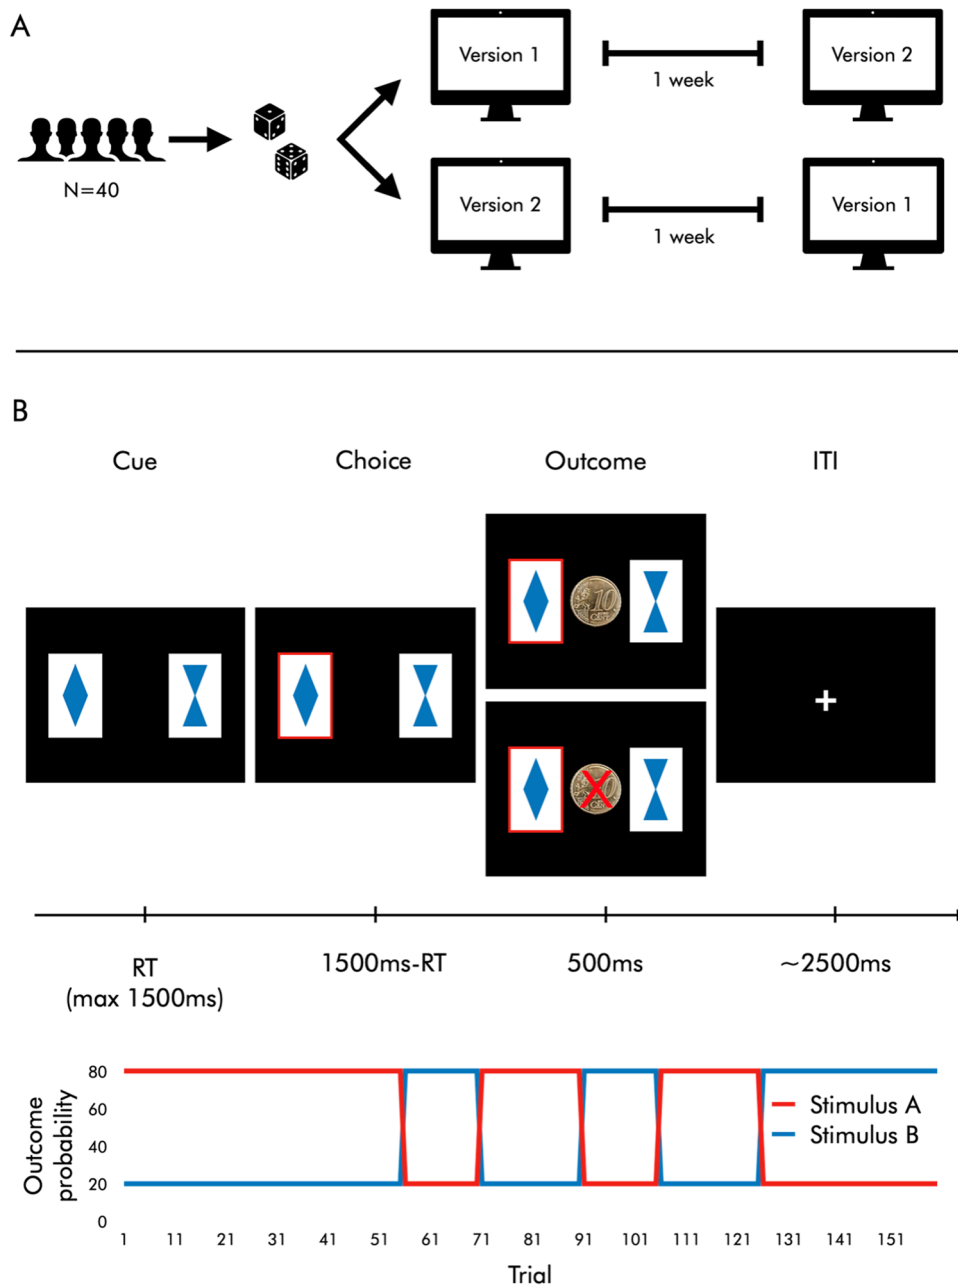 A
Version 1
1 week
Version 2
N=40
Version 2
1 week
Version 1
B
Cue
Choice
Outcome
ITI
10
CENT
RT
(max 1500ms)
1500ms-RT
500ms
~2500ms
Outcome
probability
80
60
40
20
0
Stimulus A
Stimulus B
1 11 21 31 41 51 61 71 81 91 101 111 121 131 141 151
Trial